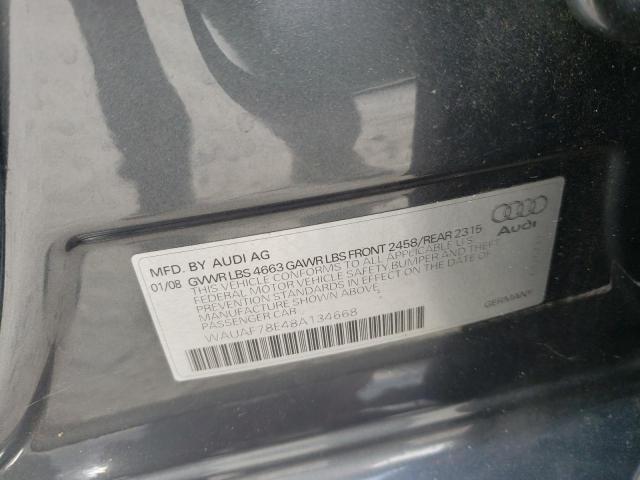 MFD. BY AUDI AG
01/08 GVWR LBS 4663 GAWR LBS FRONT 2458/REAR 2315
THIS VEHICLE CONFORMS TO ALL APPLICABLE LFS
FEDERAL MOTOR VEHICLE SAFETY BUMPER AND THEFT
PREVENTION STANDARDS IN EFFECT ON THE DATE OF
MANUFACTURE SHOWN ABOVE.
PASSENGER CAR
WAUAF78E48A134668
Audi
GERMANY